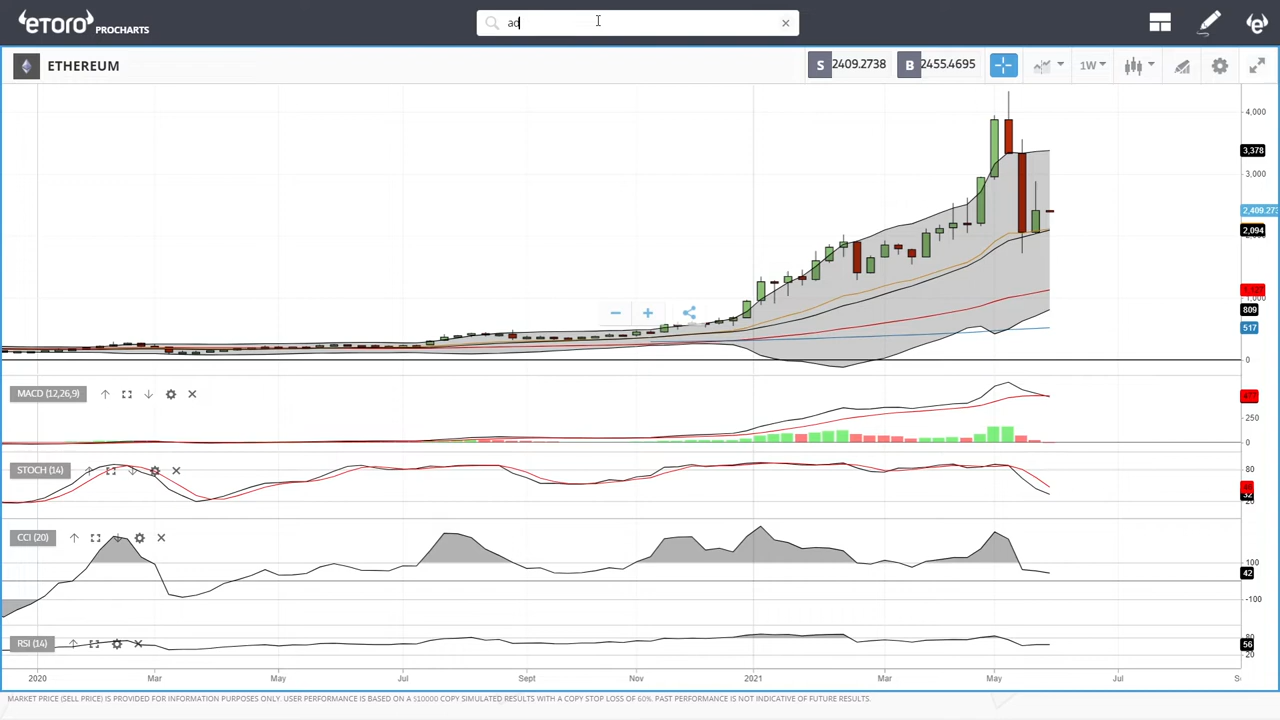 etoro PROCHARTS
ad
ETHEREUM
S 2409.2738
B 2455.4695
1W
4,000
3,378
3,000
2,409.273
2,094
809
517
0
MACD (12,26,9)
250
0
STOCH (14)
80
20
CCI (20)
100
42
-100
RSI (14)
80
56
20
2020 Mar May Jul Sept Nov 2021 Mar May Jul
MARKET PRICE (SELL PRICE) IS PROVIDED FOR INFORMATION PURPOSES ONLY. USER PERFORMANCE IS BASED ON A $10000 COPY SIMULATED RESULTS WITH A COPY STOP LOSS OF 60%. PAST PERFORMANCE IS NOT INDICATIVE OF FUTURE RESULTS.